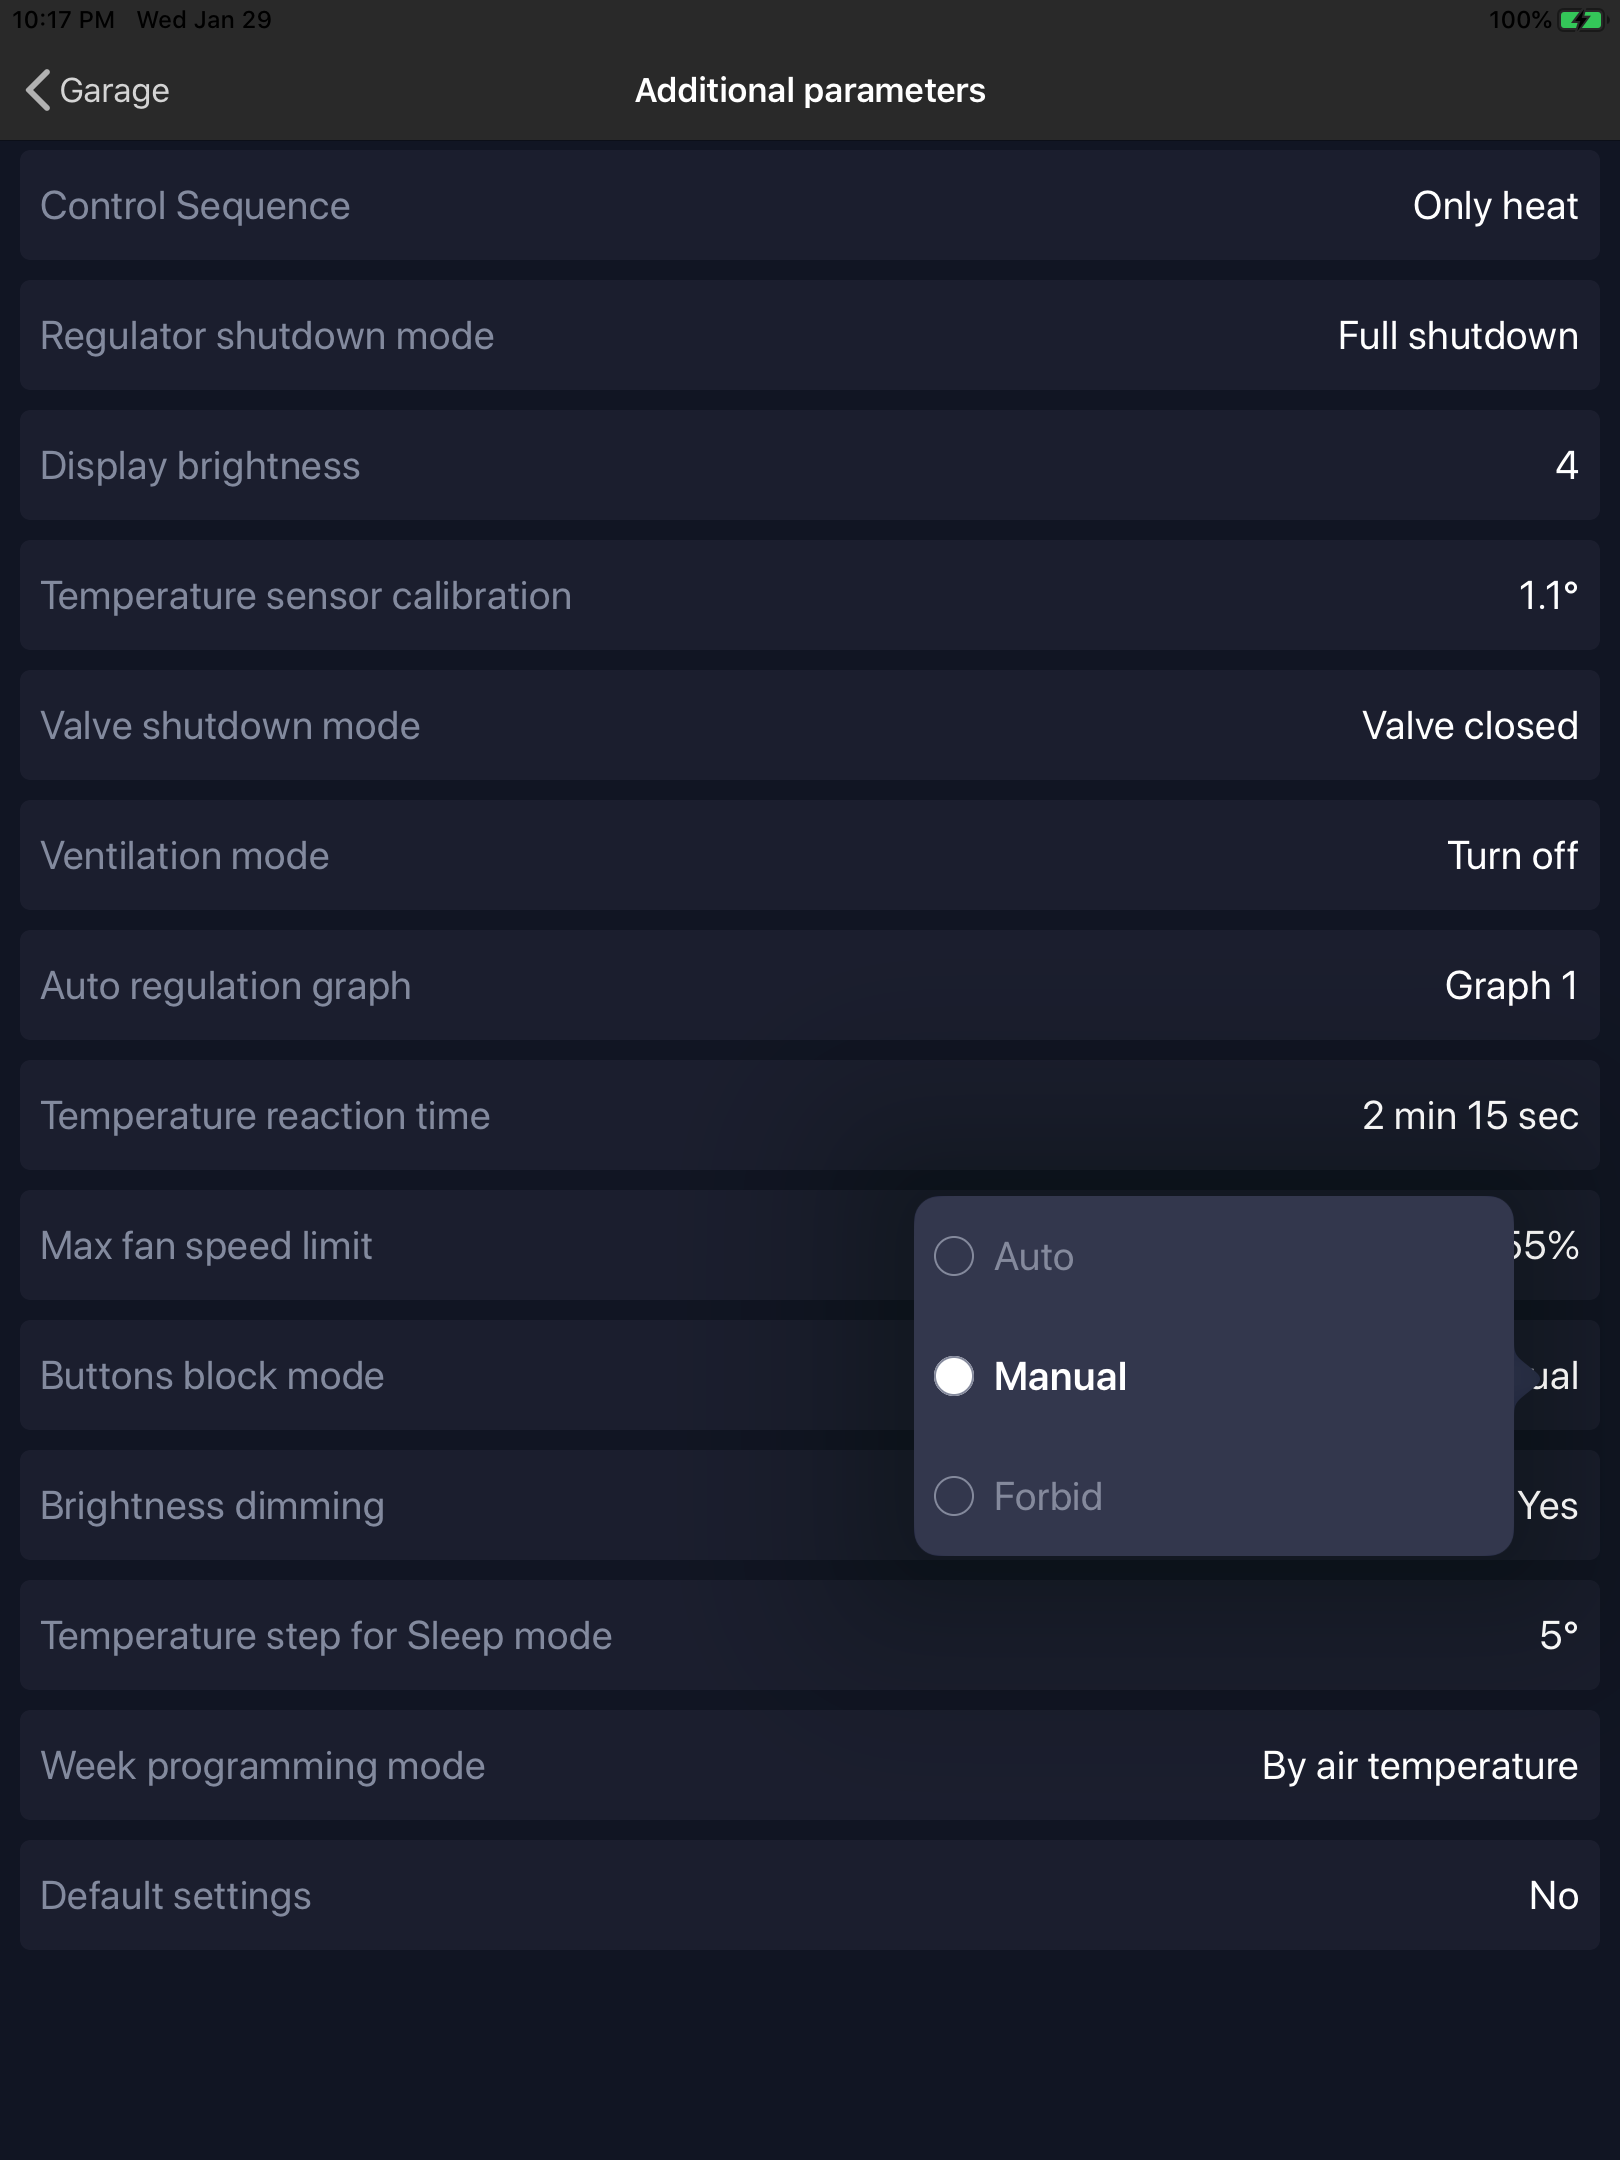 10:17 PM Wed Jan 29 100%
Garage Additional parameters
Control Sequence Only heat
Regulator shutdown mode Full shutdown
Display brightness 4
Temperature sensor calibration 1.1°
Valve shutdown mode Valve closed
Ventilation mode Turn off
Auto regulation graph Graph 1
Temperature reaction time 2 min 15 sec
Max fan speed limit 55%
Auto
Buttons block mode
Manual
Brightness dimming Yes
Forbid
Temperature step for Sleep mode 5°
Week programming mode By air temperature
Default settings No